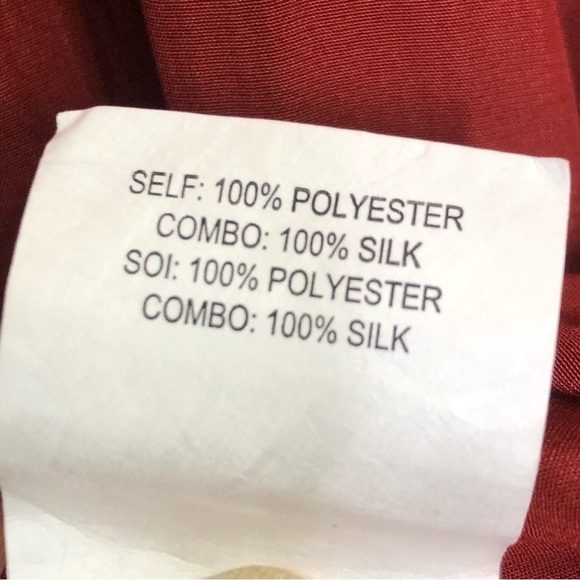 SELF: 100% POLYESTER
COMBO: 100% SILK
SOI: 100% POLYESTER
COMBO: 100% SILK